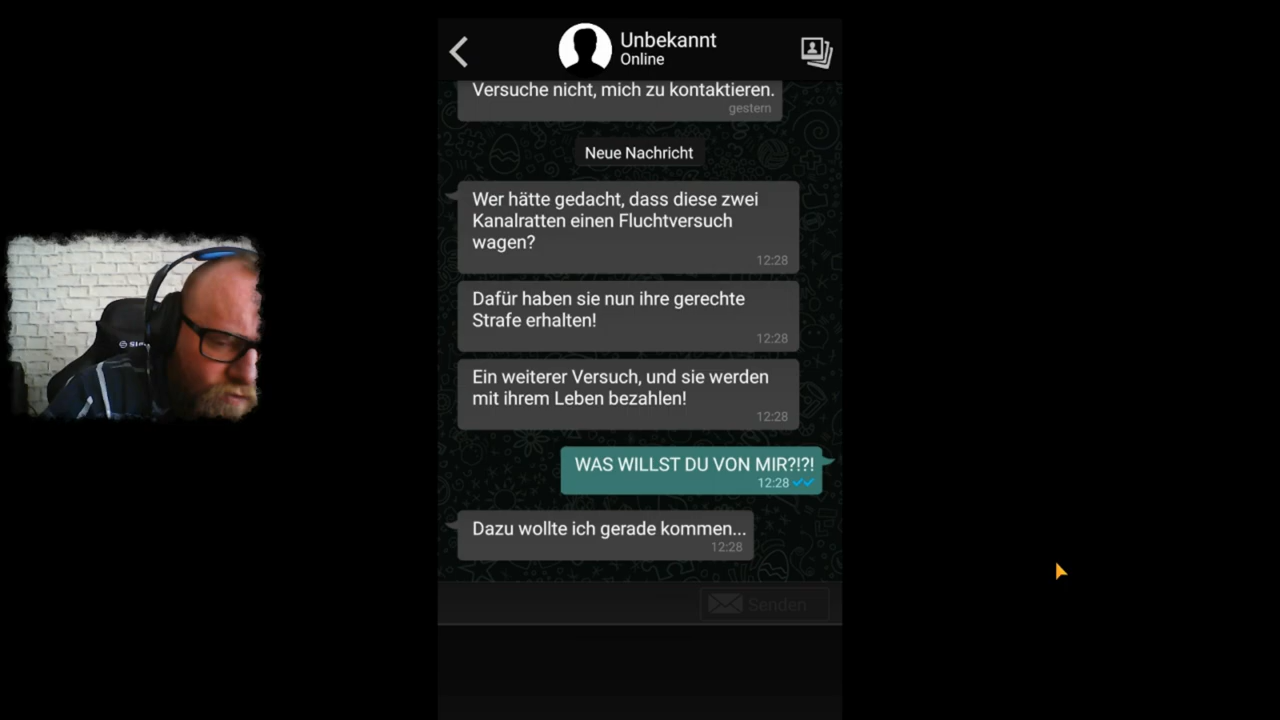 Unbekannt
Online
Versuche nicht, mich zu kontaktieren.
gestern
Neue Nachricht
Wer hätte gedacht, dass diese zwei
Kanalratten einen Fluchtversuch
wagen?
12:28
Dafür haben sie nun ihre gerechte
Strafe erhalten!
12:28
Ein weiterer Versuch, und sie werden
mit ihrem Leben bezahlen!
12:28
WAS WILLST DU VON MIR?!?!
12:28
Dazu wollte ich gerade kommen...
12:28
Senden